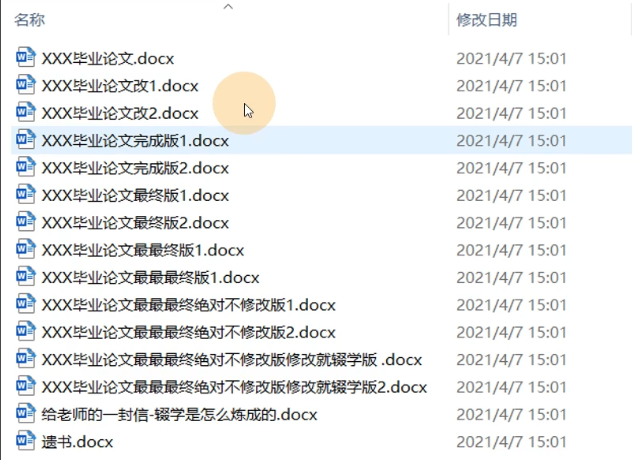 名称 修改日期
XXX毕业论文.docx 2021/4/7 15:01
XXX毕业论文改1.docx 2021/4/7 15:01
XXX毕业论文改2.docx 2021/4/7 15:01
XXX毕业论文完成版1.docx 2021/4/7 15:01
XXX毕业论文完成版2.docx 2021/4/7 15:01
XXX毕业论文最终版1.docx 2021/4/7 15:01
XXX毕业论文最终版2.docx 2021/4/7 15:01
XXX毕业论文最最终版1.docx 2021/4/7 15:01
XXX毕业论文最最最终版1.docx 2021/4/7 15:01
XXX毕业论文最最最终绝对不修改版1.docx 2021/4/7 15:01
XXX毕业论文最最最终绝对不修改版2.docx 2021/4/7 15:01
XXX毕业论文最最最终绝对不修改版修改就辍学版 .docx 2021/4/7 15:01
XXX毕业论文最最最终绝对不修改版修改就辍学版2.docx 2021/4/7 15:01
给老师的一封信-辍学是怎么炼成的.docx 2021/4/7 15:01
遗书.docx 2021/4/7 15:01